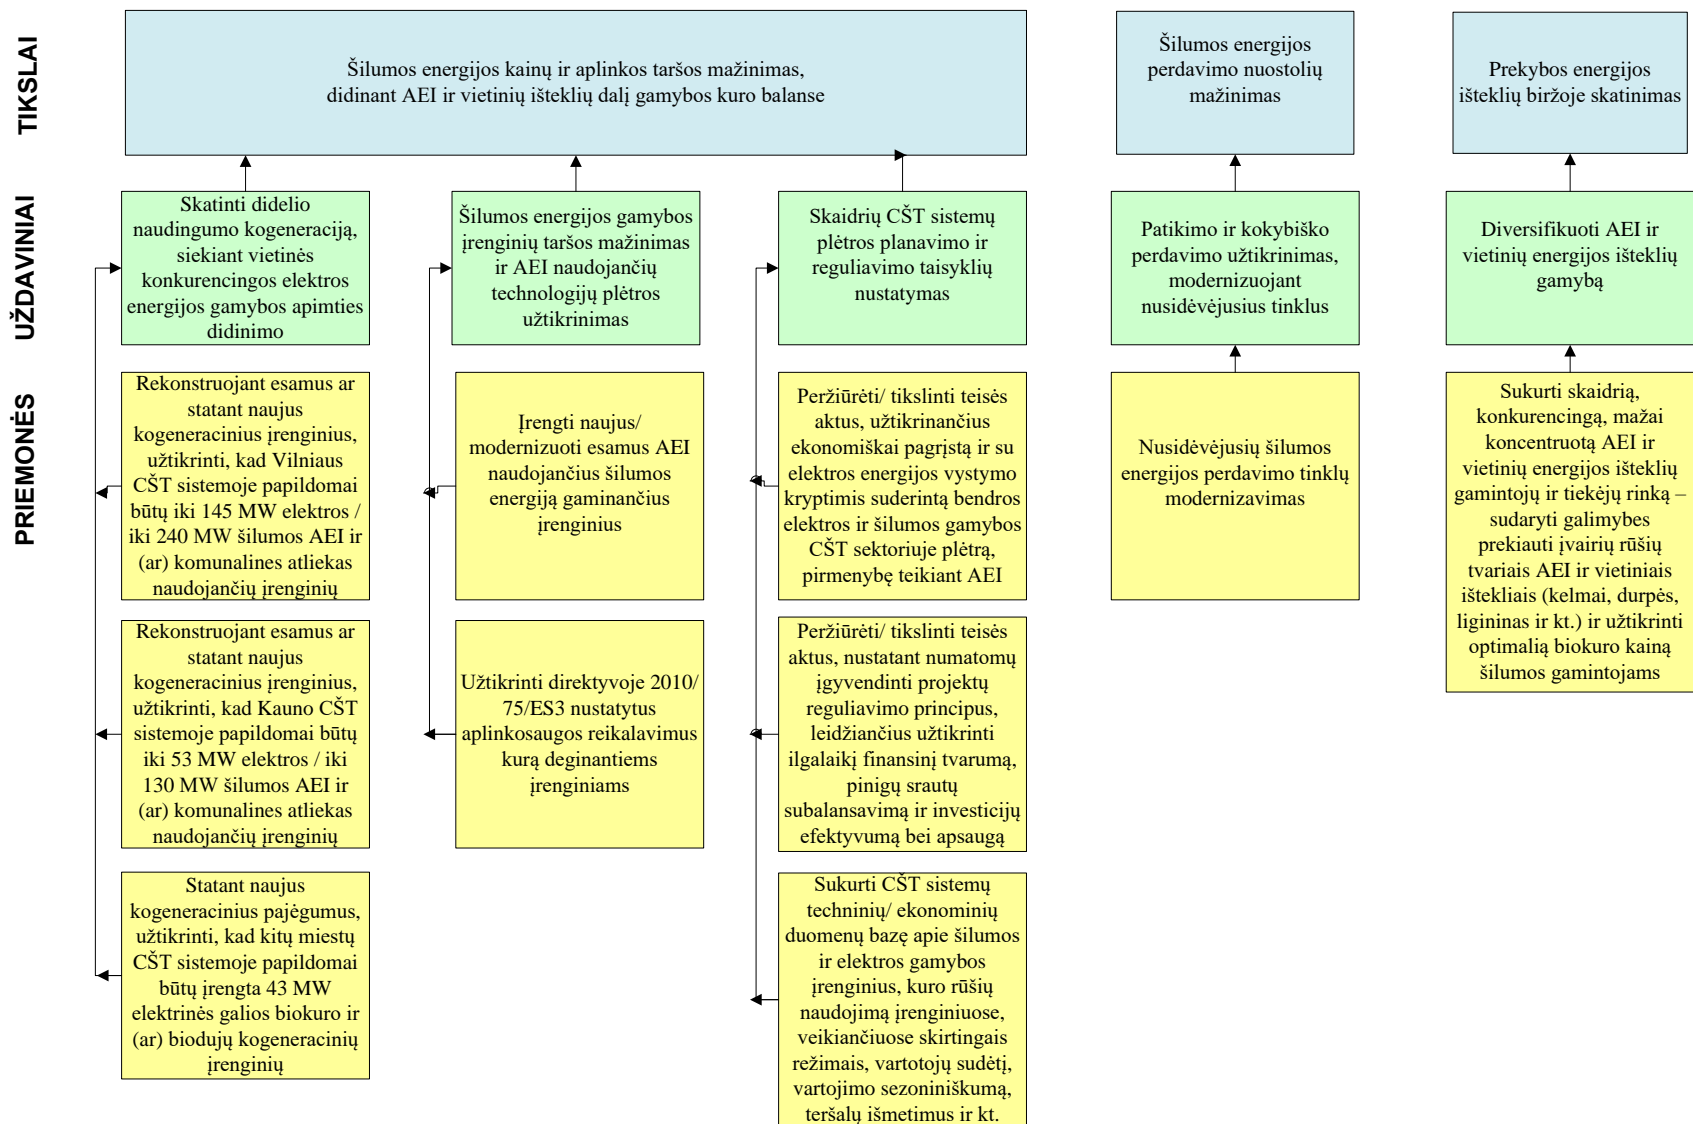 TIKSLAI
Šilumos energijos kainų ir aplinkos taršos mažinimas,
didinant AEI ir vietinių išteklių dalį gamybos kuro balanse
Šilumos energijos
perdavimo nuostolių
mažinimas
Prekybos energijos
išteklių biržoje skatinimas
UŽDAVINIAI
Skatinti didelio
naudingumo kogeneraciją,
siekiant vietinės
konkurencingos elektros
energijos gamybos apimties
didinimo
Šilumos energijos gamybos
įrenginių taršos mažinimas
ir AEI naudojančių
technologijų plėtros
užtikrinimas
Skaidrių CŠT sistemų
plėtros planavimo ir
reguliavimo taisyklių
nustatymas
Patikimo ir kokybiško
perdavimo užtikrinimas,
modernizuojant
nusidėvėjusius tinklus
Diversifikuoti AEI ir
vietinių energijos išteklių
gamybą
PRIEMONĖS
Rekonstruojant esamus ar
statant naujus
kogeneracinius įrenginius,
užtikrinti, kad Vilniaus
CŠT sistemoje papildomai
būtų iki 145 MW elektros /
iki 240 MW šilumos AEI ir
(ar) komunalines atliekas
naudojančių įrenginių
Įrengti naujus/
modernizuoti esamus AEI
naudojančius šilumos
energiją gaminančius
įrenginius
Peržiūrėti/ tikslinti teisės
aktus, užtikrinančius
ekonomiškai pagrįstą ir su
elektros energijos vystymo
kryptimis suderintą bendros
elektros ir šilumos gamybos
CŠT sektoriuje plėtrą,
pirmenybę teikiant AEI
Nusidėvėjusių šilumos
energijos perdavimo tinklų
modernizavimas
Sukurti skaidrią,
konkurencingą, mažai
koncentruotą AEI ir
vietinių energijos išteklių
gamintojų ir tiekėjų rinką –
sudaryti galimybes
prekiauti įvairių rūšių
tvariais AEI ir vietiniais
ištekliais (kelmai, durpės,
ligininas ir kt.) ir užtikrinti
optimalią biokuro kainą
šilumos gamintojams
Rekonstruojant esamus ar
statant naujus
kogeneracinius įrenginius,
užtikrinti, kad Kauno CŠT
sistemoje papildomai būtų
iki 53 MW elektros / iki
130 MW šilumos AEI ir
(ar) komunalines atliekas
naudojančių įrenginių
Užtikrinti direktyvoje 2010/
75/ES3 nustatytus
aplinkosaugos reikalavimus
kurą deginantiems
įrenginiams
Peržiūrėti/ tikslinti teisės
aktus, nustatant numatomų
įgyvendinti projektų
reguliavimo principus,
leidžiančius užtikrinti
ilgalaikį finansinį tvarumą,
pinigų srautų
subalansavimą ir investicijų
efektyvumą bei apsaugą
Statant naujus
kogeneracinius pajėgumus,
užtikrinti, kad kitų miestų
CŠT sistemoje papildomai
būtų įrengta 43 MW
elektrinės galios biokuro ir
(ar) biodujų kogeneracinių
įrenginių
Sukurti CŠT sistemų
techninių/ ekonominių
duomenų bazę apie šilumos
ir elektros gamybos
įrenginius, kuro rūšių
naudojimą įrenginiuose,
veikiančiuose skirtingais
režimais, vartotojų sudėtį,
vartojimo sezoniniškumą,
teršalų išmetimus ir kt.